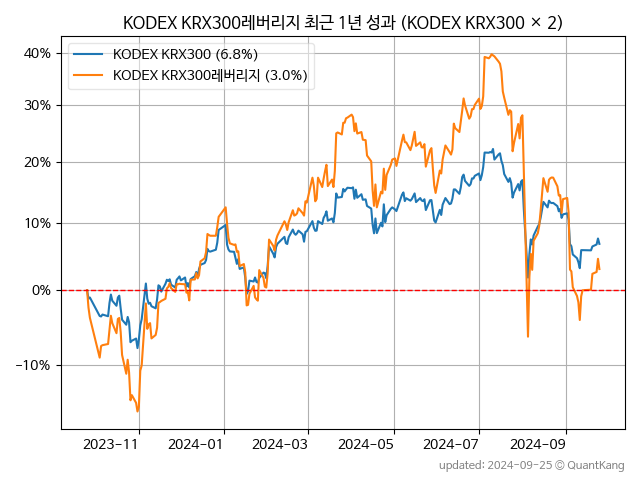 KODEX KRX300레버리지 최근 1년 성과 (KODEX KRX300 × 2)
KODEX KRX300 (6.8%)
KODEX KRX300레버리지 (3.0%)
40%
30%
20%
10%
0%
−10%
2023-11 2024-01 2024-03 2024-05 2024-07 2024-09
updated: 2024-09-25 © QuantKang